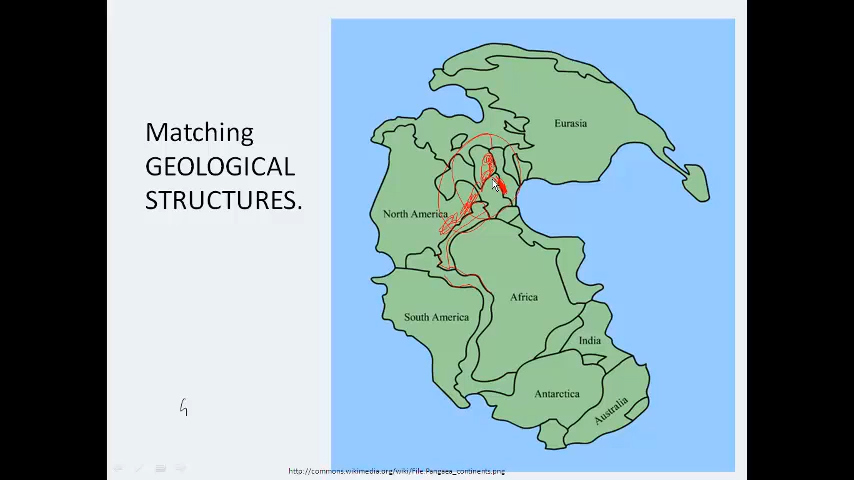 Matching
GEOLOGICAL
STRUCTURES.
Eurasia
North America
Africa
South America
India
Antarctica
Australia
http://commons.wikimedia.org/wiki/File:Pangaea_continents.png